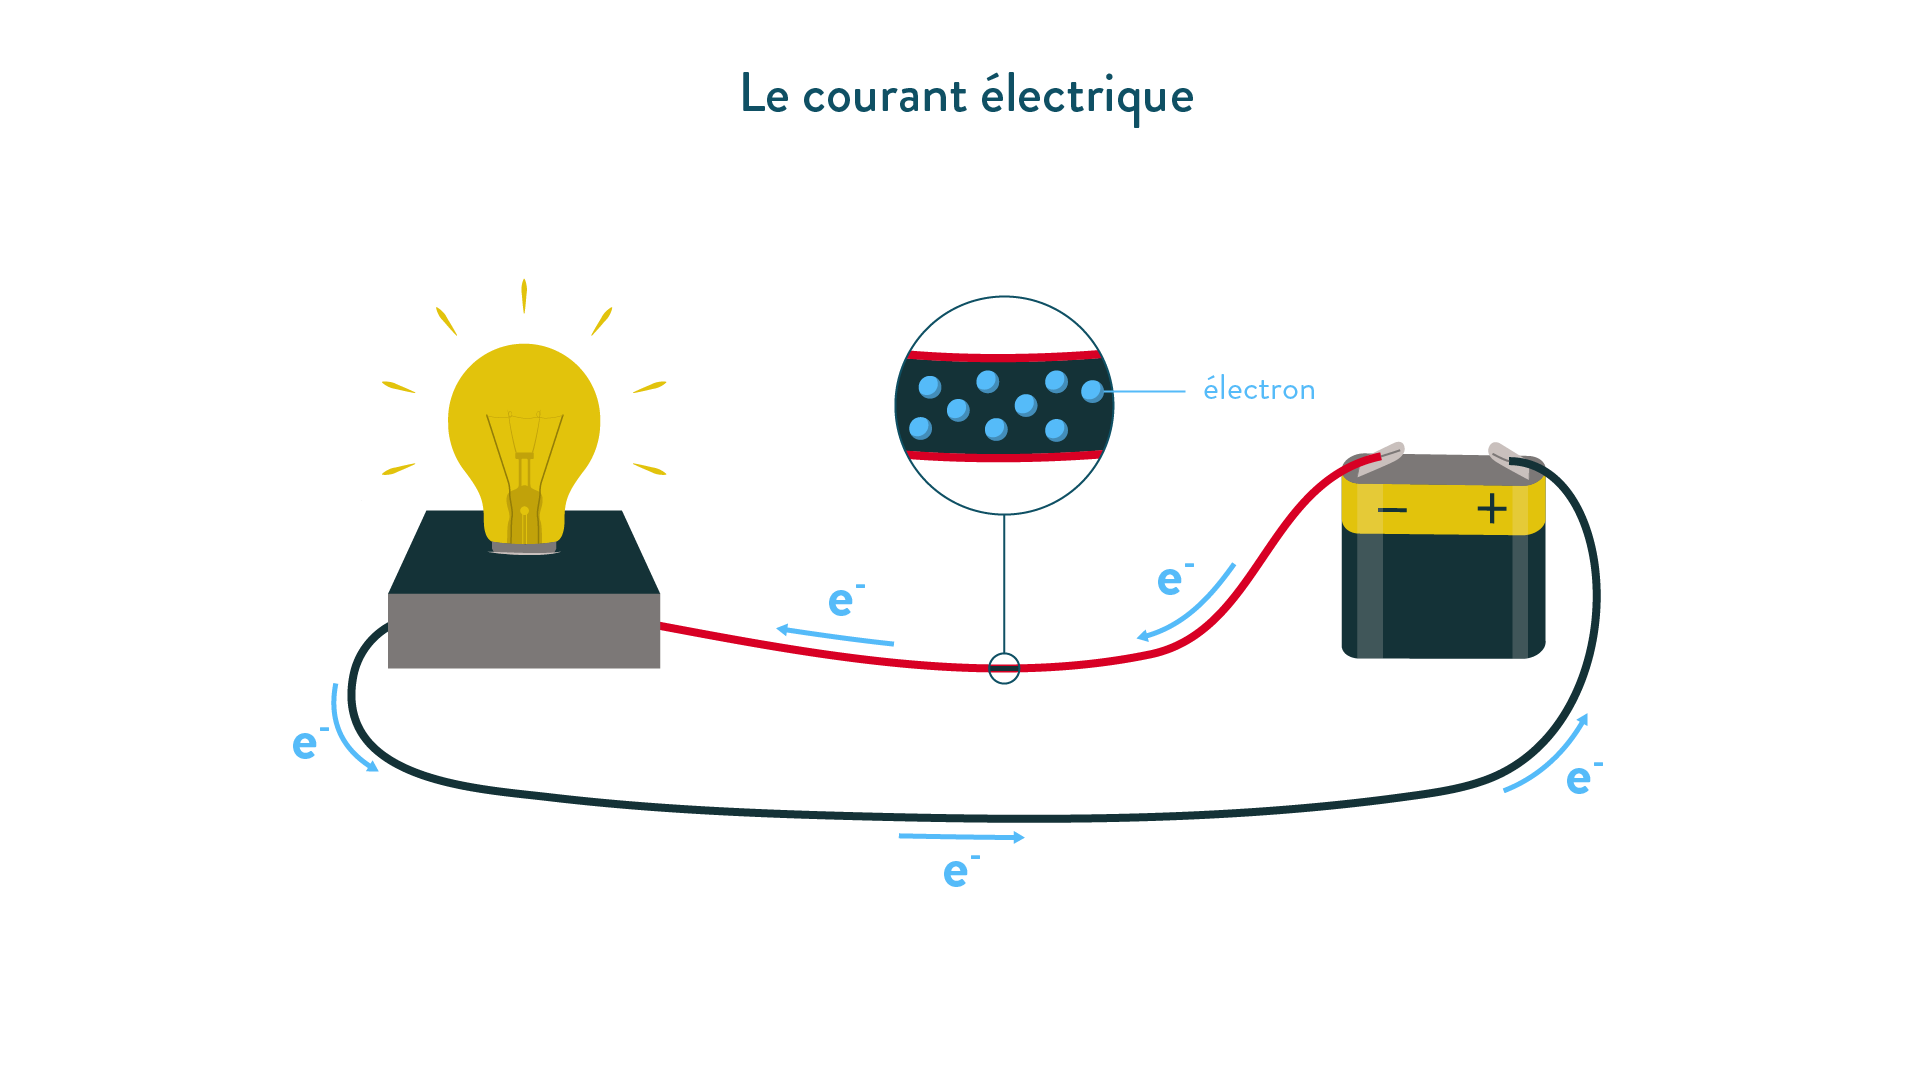 Le courant électrique
électron
− +
e⁻
e⁻
e⁻
e⁻
e⁻